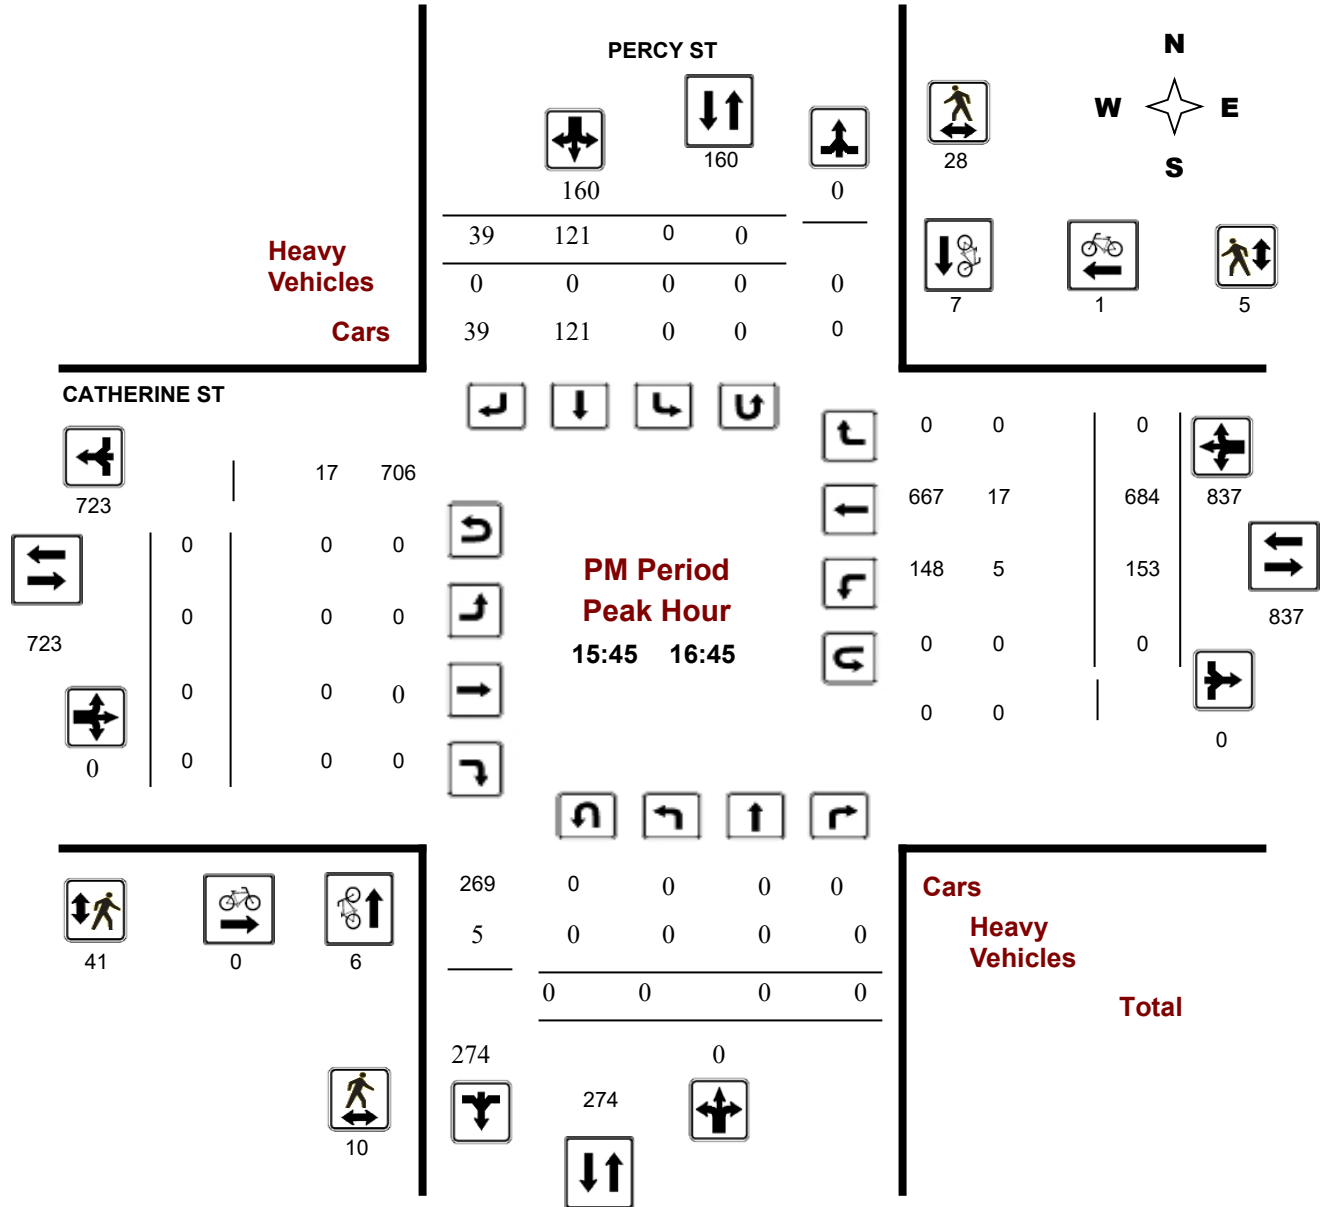 PERCY ST
N
W E
S
160
28
160 0
39 121 0 0
Heavy
Vehicles
0 0 0 0 0
7 1 5
Cars
39 121 0 0 0
CATHERINE ST
0 0 0
17 706
723
667 17 684 837
0 0 0
PM Period
148 5 153
Peak Hour
0 0 0
837
723
15:45 16:45
0 0 0
0 0 0
0 0
0
0 0 0
0
269 0 0 0 0
Cars
5 0 0 0 0
Heavy
Vehicles
41 0 6
0 0 0 0
Total
274 0
274
10